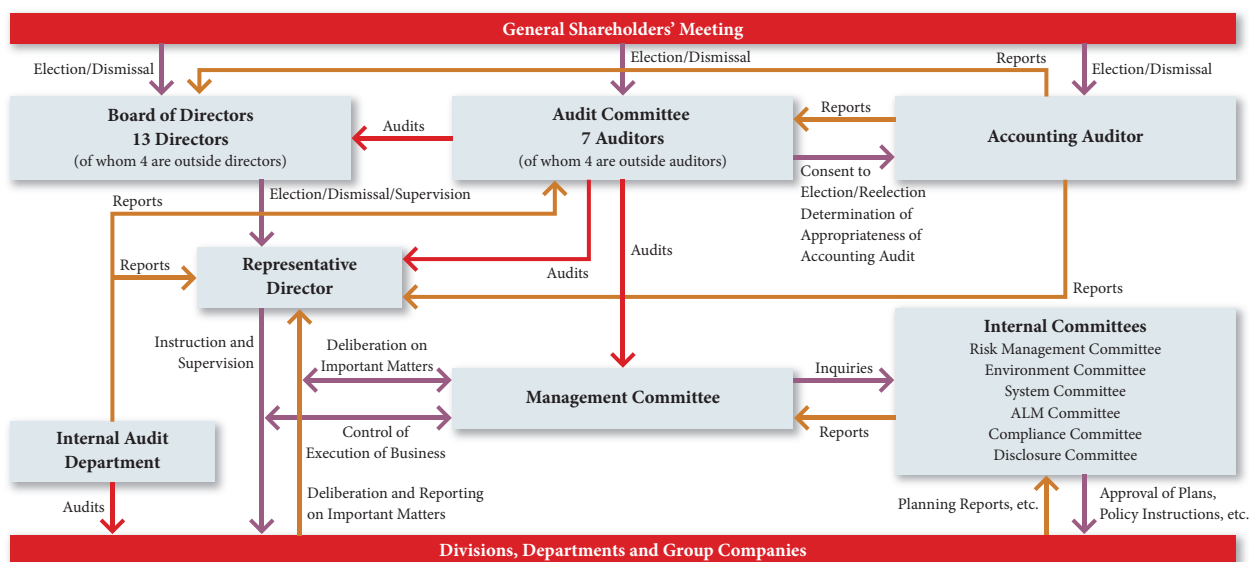 General Shareholders' Meeting
Election/Dismissal
Election/Dismissal
Reports
Election/Dismissal
Board of Directors
13 Directors
(of whom 4 are outside directors)
Audits
Audit Committee
7 Auditors
(of whom 4 are outside auditors)
Reports
Accounting Auditor
Consent to
Election/Reelection
Determination of
Appropriateness of
Accounting Audit
Reports
Election/Dismissal/Supervision
Reports
Representative
Director
Audits
Audits
Reports
Instruction and
Supervision
Deliberation on
Important Matters
Management Committee
Inquiries
Reports
Internal Committees
Risk Management Committee
Environment Committee
System Committee
ALM Committee
Compliance Committee
Disclosure Committee
Control of
Execution of Business
Internal Audit
Department
Audits
Deliberation and Reporting
on Important Matters
Planning Reports, etc.
Approval of Plans,
Policy Instructions, etc.
Divisions, Departments and Group Companies